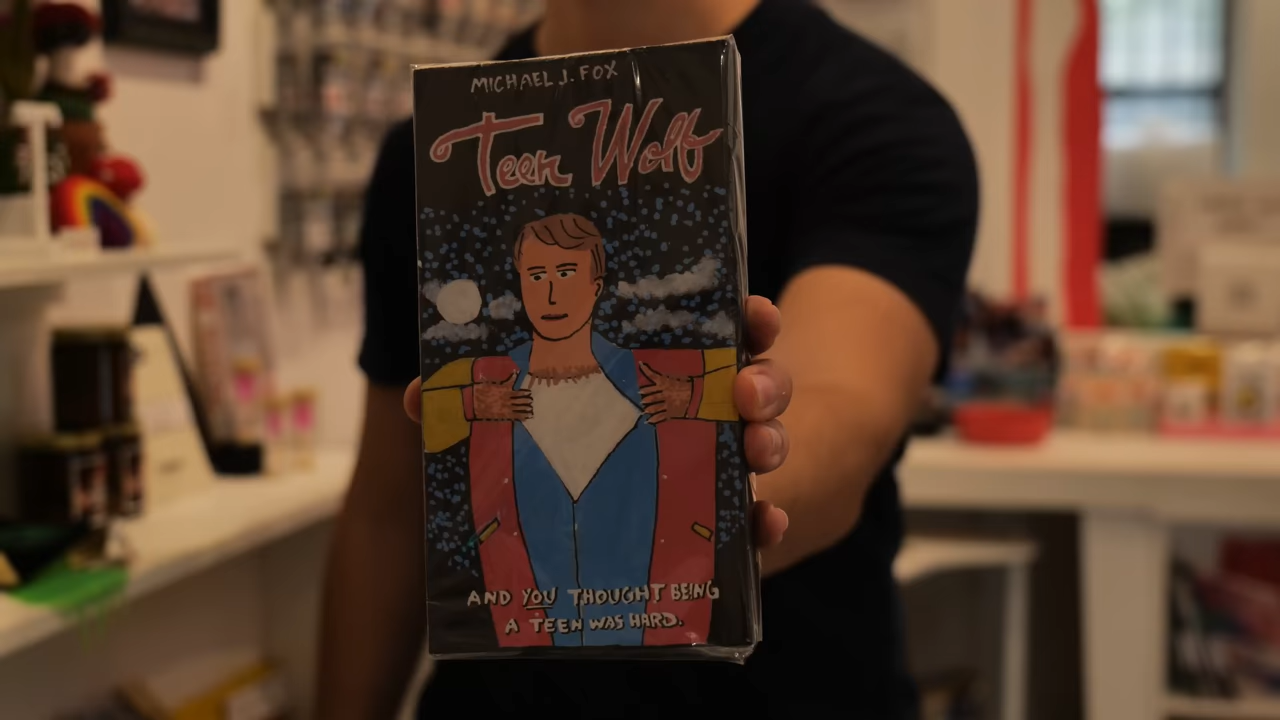 MICHAEL J. FOX
Teen Wolf
AND YOU THOUGHT BEING
A TEEN WAS HARD.